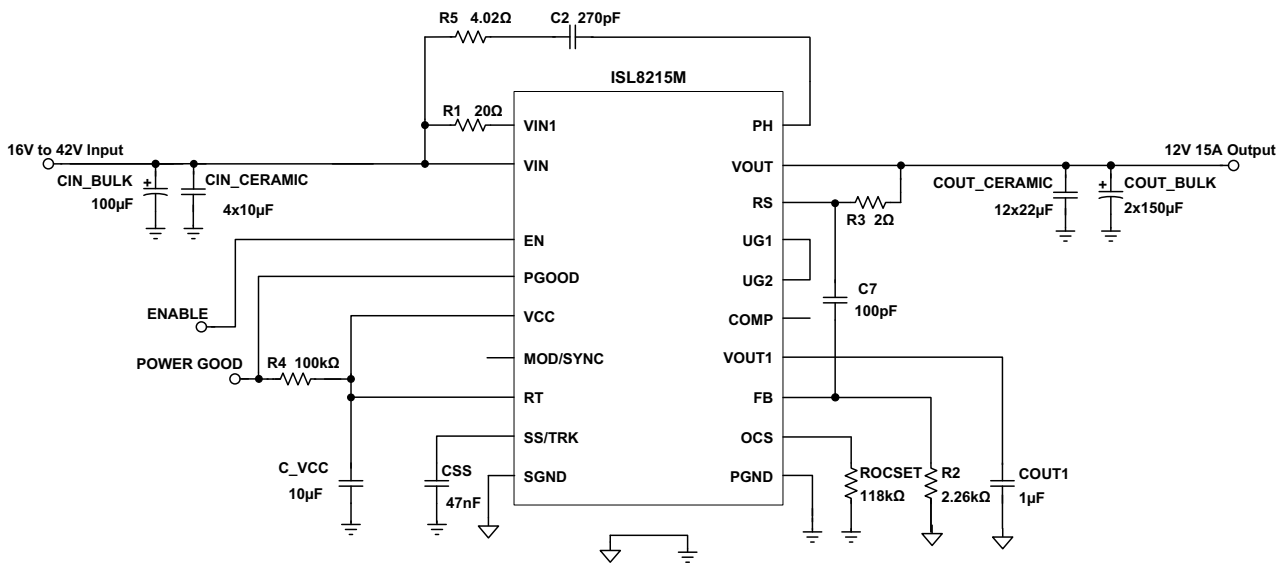 R5 4.02Ω
C2 270pF
ISL8215M
R1 20Ω
VIN1
PH
16V to 42V Input
VIN
VOUT
12V 15A Output
CIN_BULK
+
100µF
CIN_CERAMIC
4x10µF
RS
R3 2Ω
COUT_CERAMIC
12x22µF
+
COUT_BULK
2x150µF
EN
UG1
PGOOD
UG2
C7
100pF
ENABLE
VCC
COMP
POWER GOOD
R4 100kΩ
MOD/SYNC
VOUT1
RT
FB
SS/TRK
OCS
C_VCC
10µF
CSS
47nF
SGND
PGND
ROCSET
118kΩ
R2
2.26kΩ
COUT1
1µF